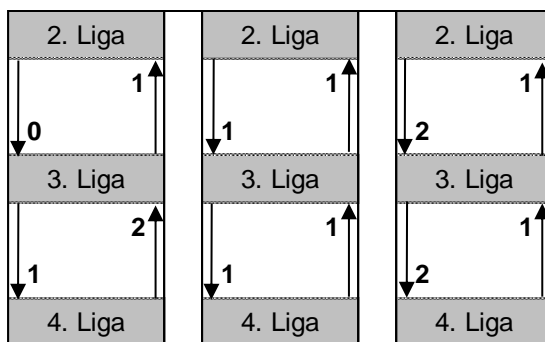 2. Liga 2. Liga 2. Liga
1 1 1
0 1 2
3. Liga 3. Liga 3. Liga
2 1 1
1 1 2
4. Liga 4. Liga 4. Liga